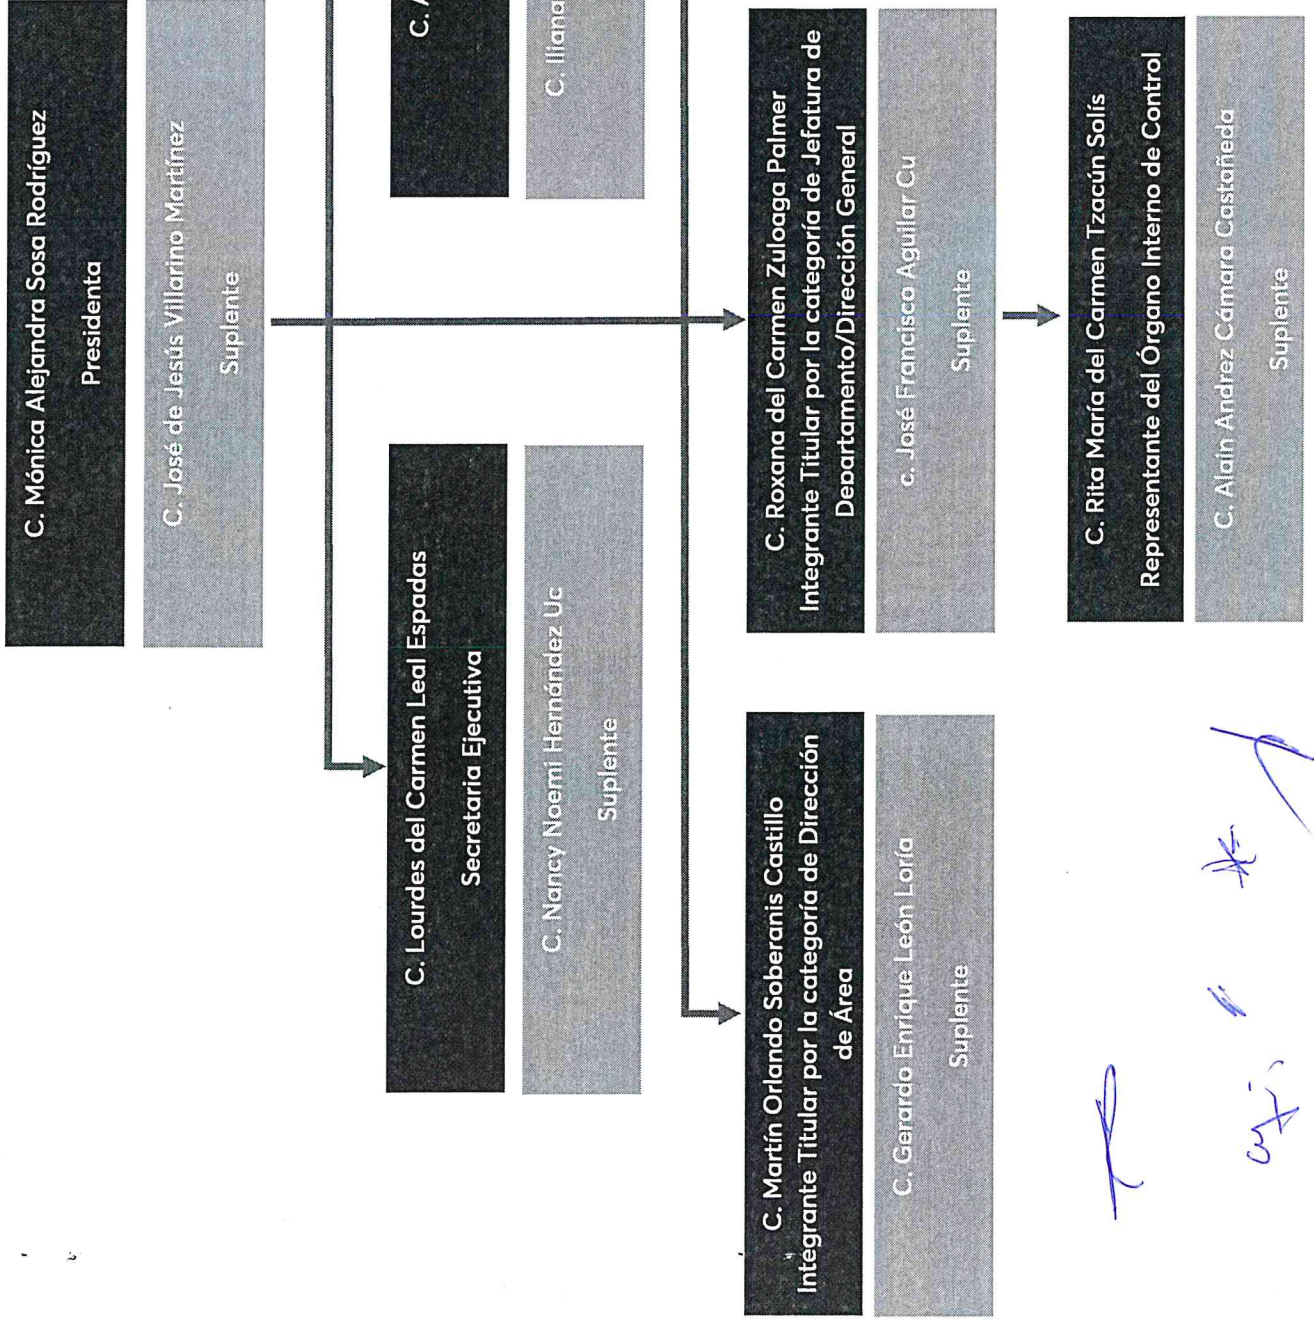 C. Mónica Alejandra Sosa Rodríguez
Presidenta
C. José de Jesús Villarino Martínez
Suplente
C. Lourdes del Carmen Leal Espadas
Secretaria Ejecutiva
C. Nancy Noemi Hernández Uc
Suplente
C. A
C. Iliana
C. Martín Orlando Soberanis Castillo
Integrante Titular por la categoría de Dirección
de Área
C. Gerardo Enrique León Loría
Suplente
C. Roxana del Carmen Zuloaga Palmer
Integrante Titular por la categoría de Jefatura de
Departamento/Dirección General
c. José Francisco Aguilar Cu
Suplente
C. Rita María del Carmen Tzacún Solís
Representante del Órgano Interno de Control
C. Alain Andrez Cámara Castañeda
Suplente